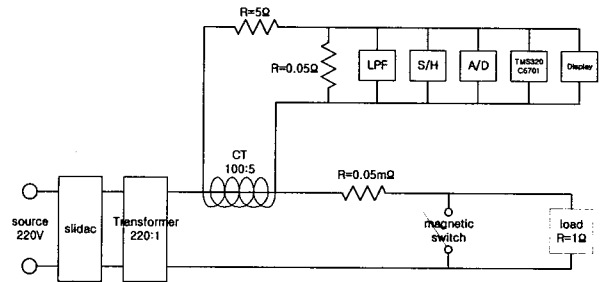 R=5Ω
R=0.05Ω
LPF
S/H
A/D
TMS320
C6701
Display
CT
100:5
R=0.05mΩ
source
220V
slidac
Transformer
220:1
magnetic
switch
load
R=1Ω